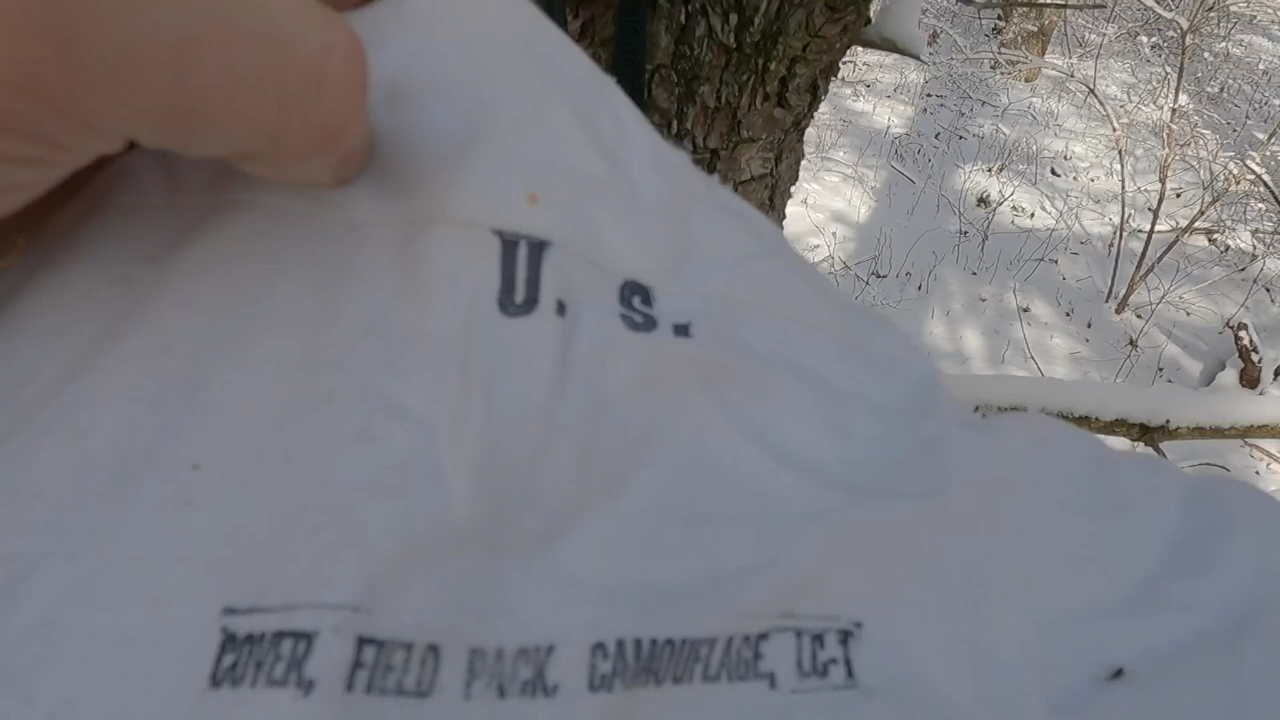 U. S.
COVER, FIELD PACK, CAMOUFLAGE, LC-1